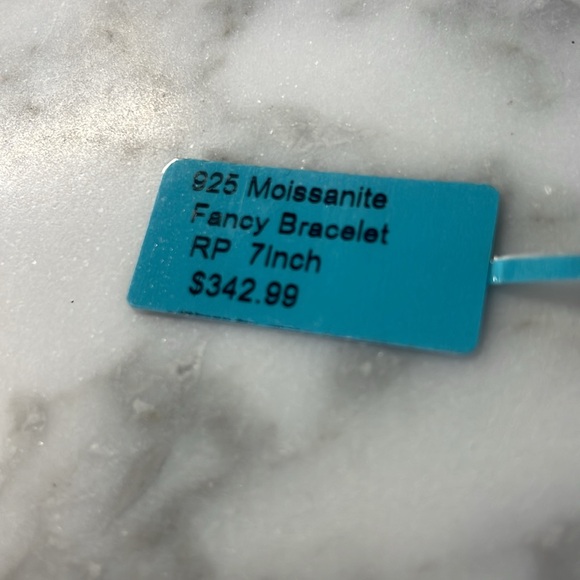 925 Moissanite
Fancy Bracelet
RP 7Inch
$342.99